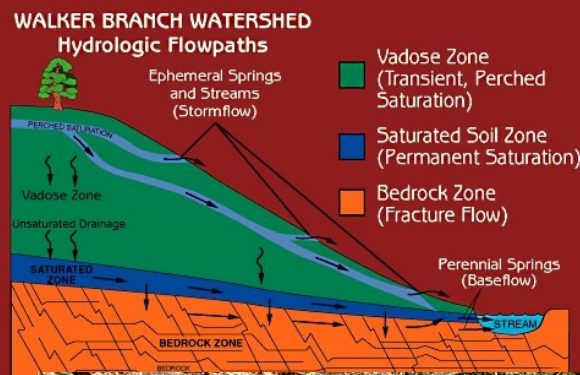 WALKER BRANCH WATERSHED
Hydrologic Flowpaths
Ephemeral Springs
and Streams
(Stormflow)
Vadose Zone
(Transient, Perched
Saturation)
Saturated Soil Zone
(Permanent Saturation)
Bedrock Zone
(Fracture Flow)
PERCHED SATURATION
Vadose Zone
Unsaturated Drainage
SATURATED
ZONE
Perennial Springs
(Baseflow)
STREAM
BEDROCK ZONE
BEDROCK